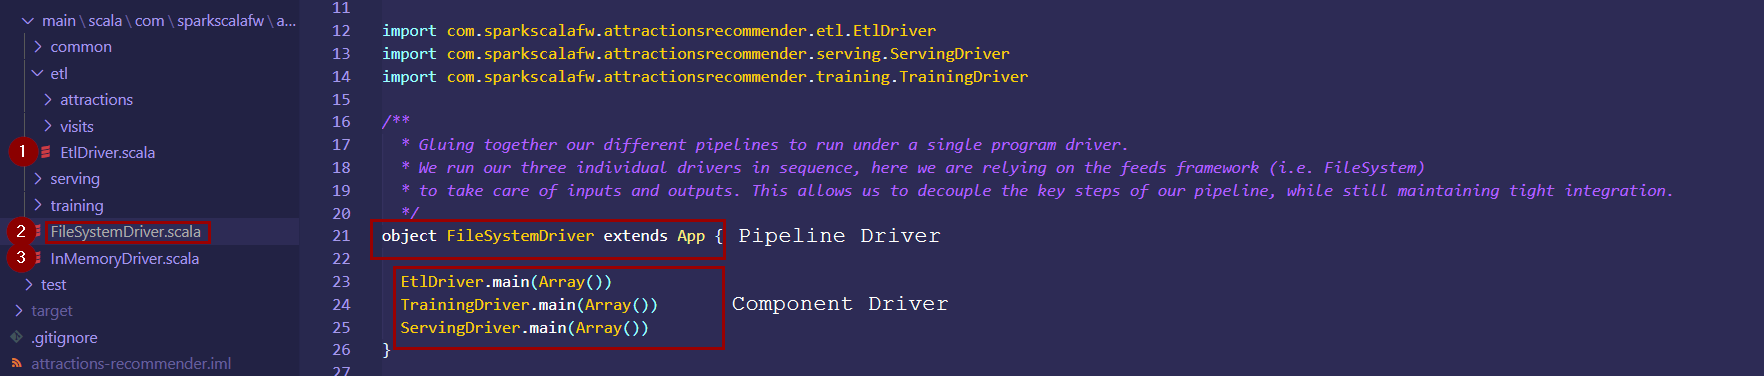 main\scala\com\sparkscalafw\a...
common
etl
attractions
visits
1 EtlDriver.scala
serving
training
2 FileSystemDriver.scala
3 InMemoryDriver.scala
test
target
.gitignore
attractions-recommender.iml
11
12 import com.sparkscalafw.attractionsrecommender.etl.EtlDriver
13 import com.sparkscalafw.attractionsrecommender.serving.ServingDriver
14 import com.sparkscalafw.attractionsrecommender.training.TrainingDriver
15
16 /**
17 * Gluing together our different pipelines to run under a single program driver.
18 * We run our three individual drivers in sequence, here we are relying on the feeds framework (i.e. FileSystem)
19 * to take care of inputs and outputs. This allows us to decouple the key steps of our pipeline, while still maintaining tight integration.
20 */
21 object FileSystemDriver extends App { Pipeline Driver
22
23 EtlDriver.main(Array())
24 TrainingDriver.main(Array()) Component Driver
25 ServingDriver.main(Array())
26 }
27